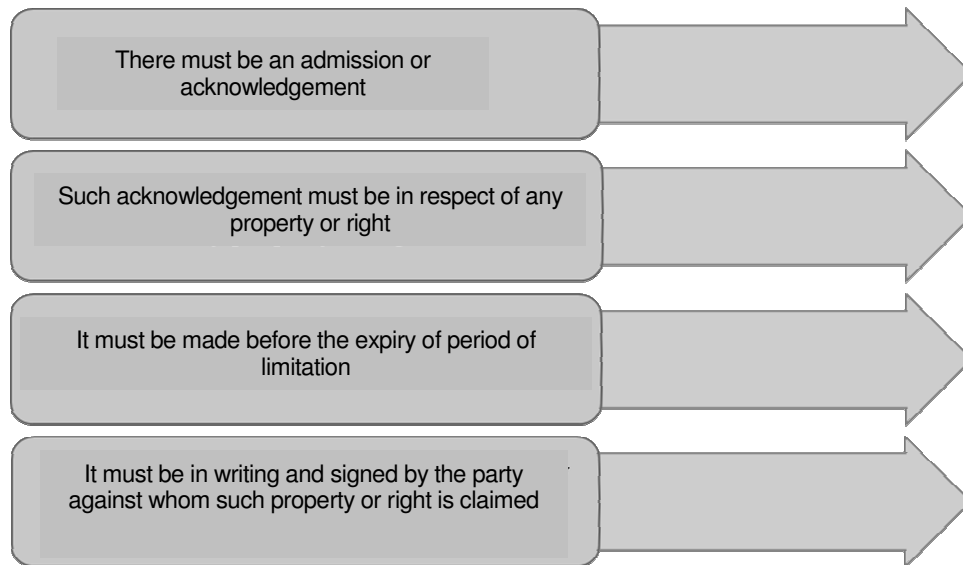 There must be an admission or
acknowledgement
Such acknowledgement must be in respect of any
property or right
It must be made before the expiry of period of
limitation
It must be in writing and signed by the party
against whom such property or right is claimed